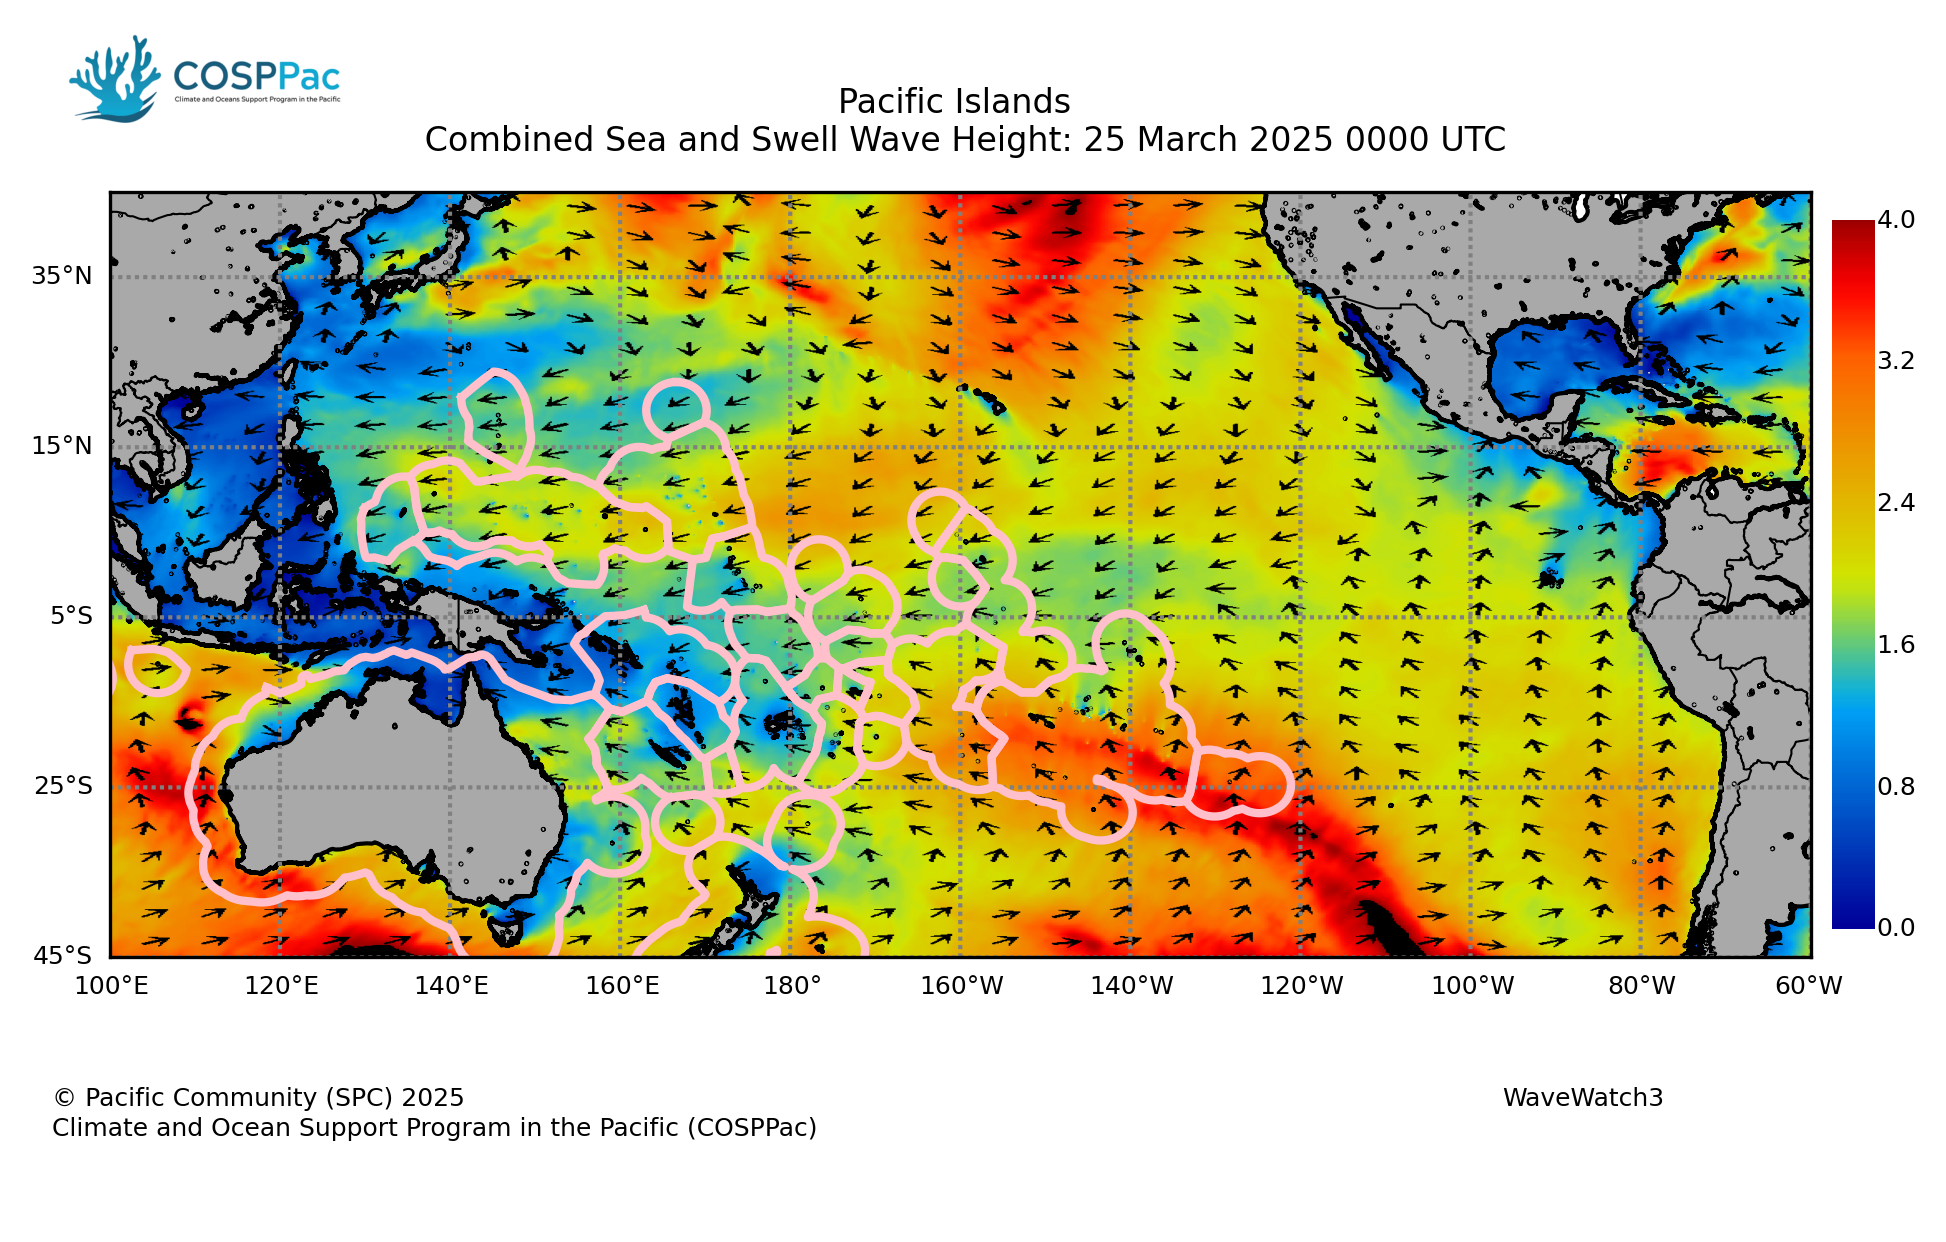 COSPPac
Climate and Oceans Support Program in the Pacific
Pacific Islands
Combined Sea and Swell Wave Height: 25 March 2025 0000 UTC
35°N
15°N
5°S
25°S
45°S
100°E 120°E 140°E 160°E 180° 160°W 140°W 120°W 100°W 80°W 60°W
4.0
3.2
2.4
1.6
0.8
0.0
© Pacific Community (SPC) 2025
Climate and Ocean Support Program in the Pacific (COSPPac)
WaveWatch3